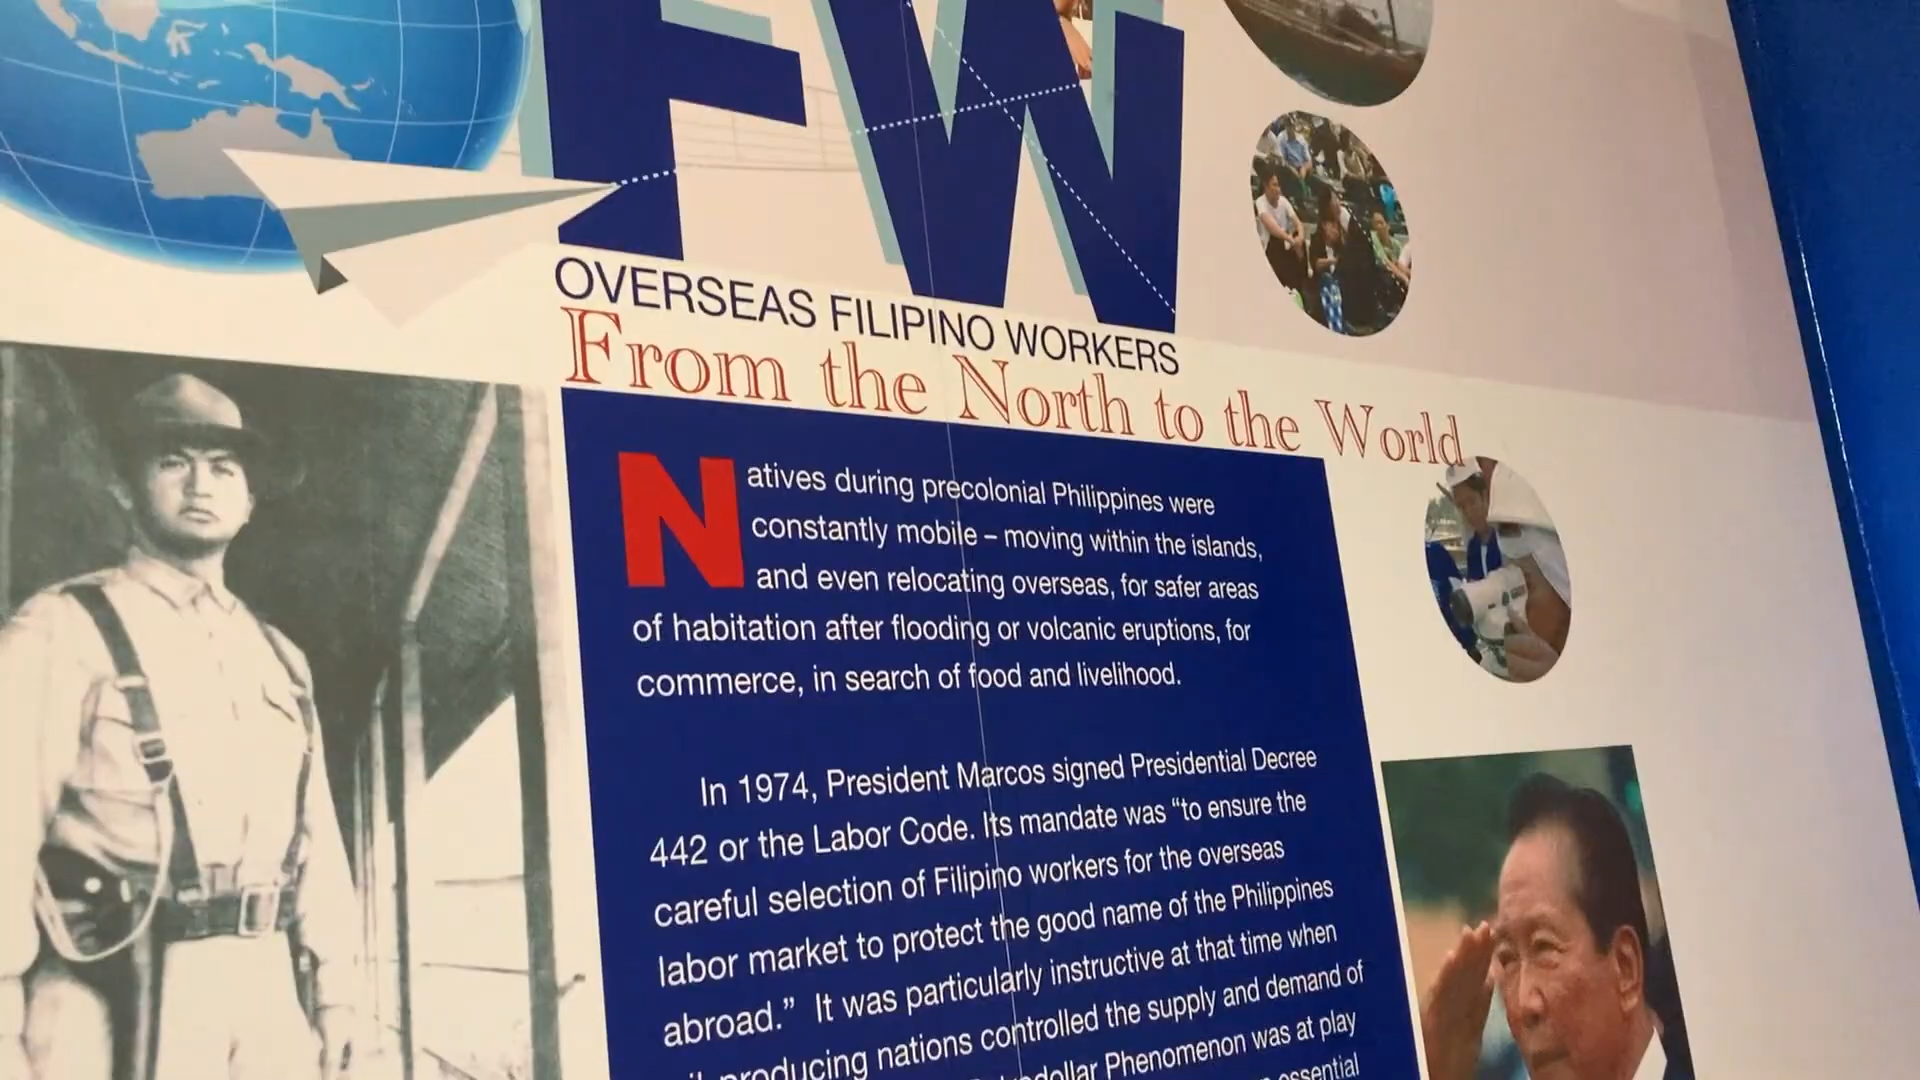 FW
OVERSEAS FILIPINO WORKERS
From the North to the World
Natives during precolonial Philippines were
constantly mobile – moving within the islands,
and even relocating overseas, for safer areas
of habitation after flooding or volcanic eruptions, for
commerce, in search of food and livelihood.
In 1974, President Marcos signed Presidential Decree
442 or the Labor Code. Its mandate was “to ensure the
careful selection of Filipino workers for the overseas
labor market to protect the good name of the Philippines
abroad.” It was particularly instructive at that time when
producing nations controlled the supply and demand of
Phenomenon was at play
essential